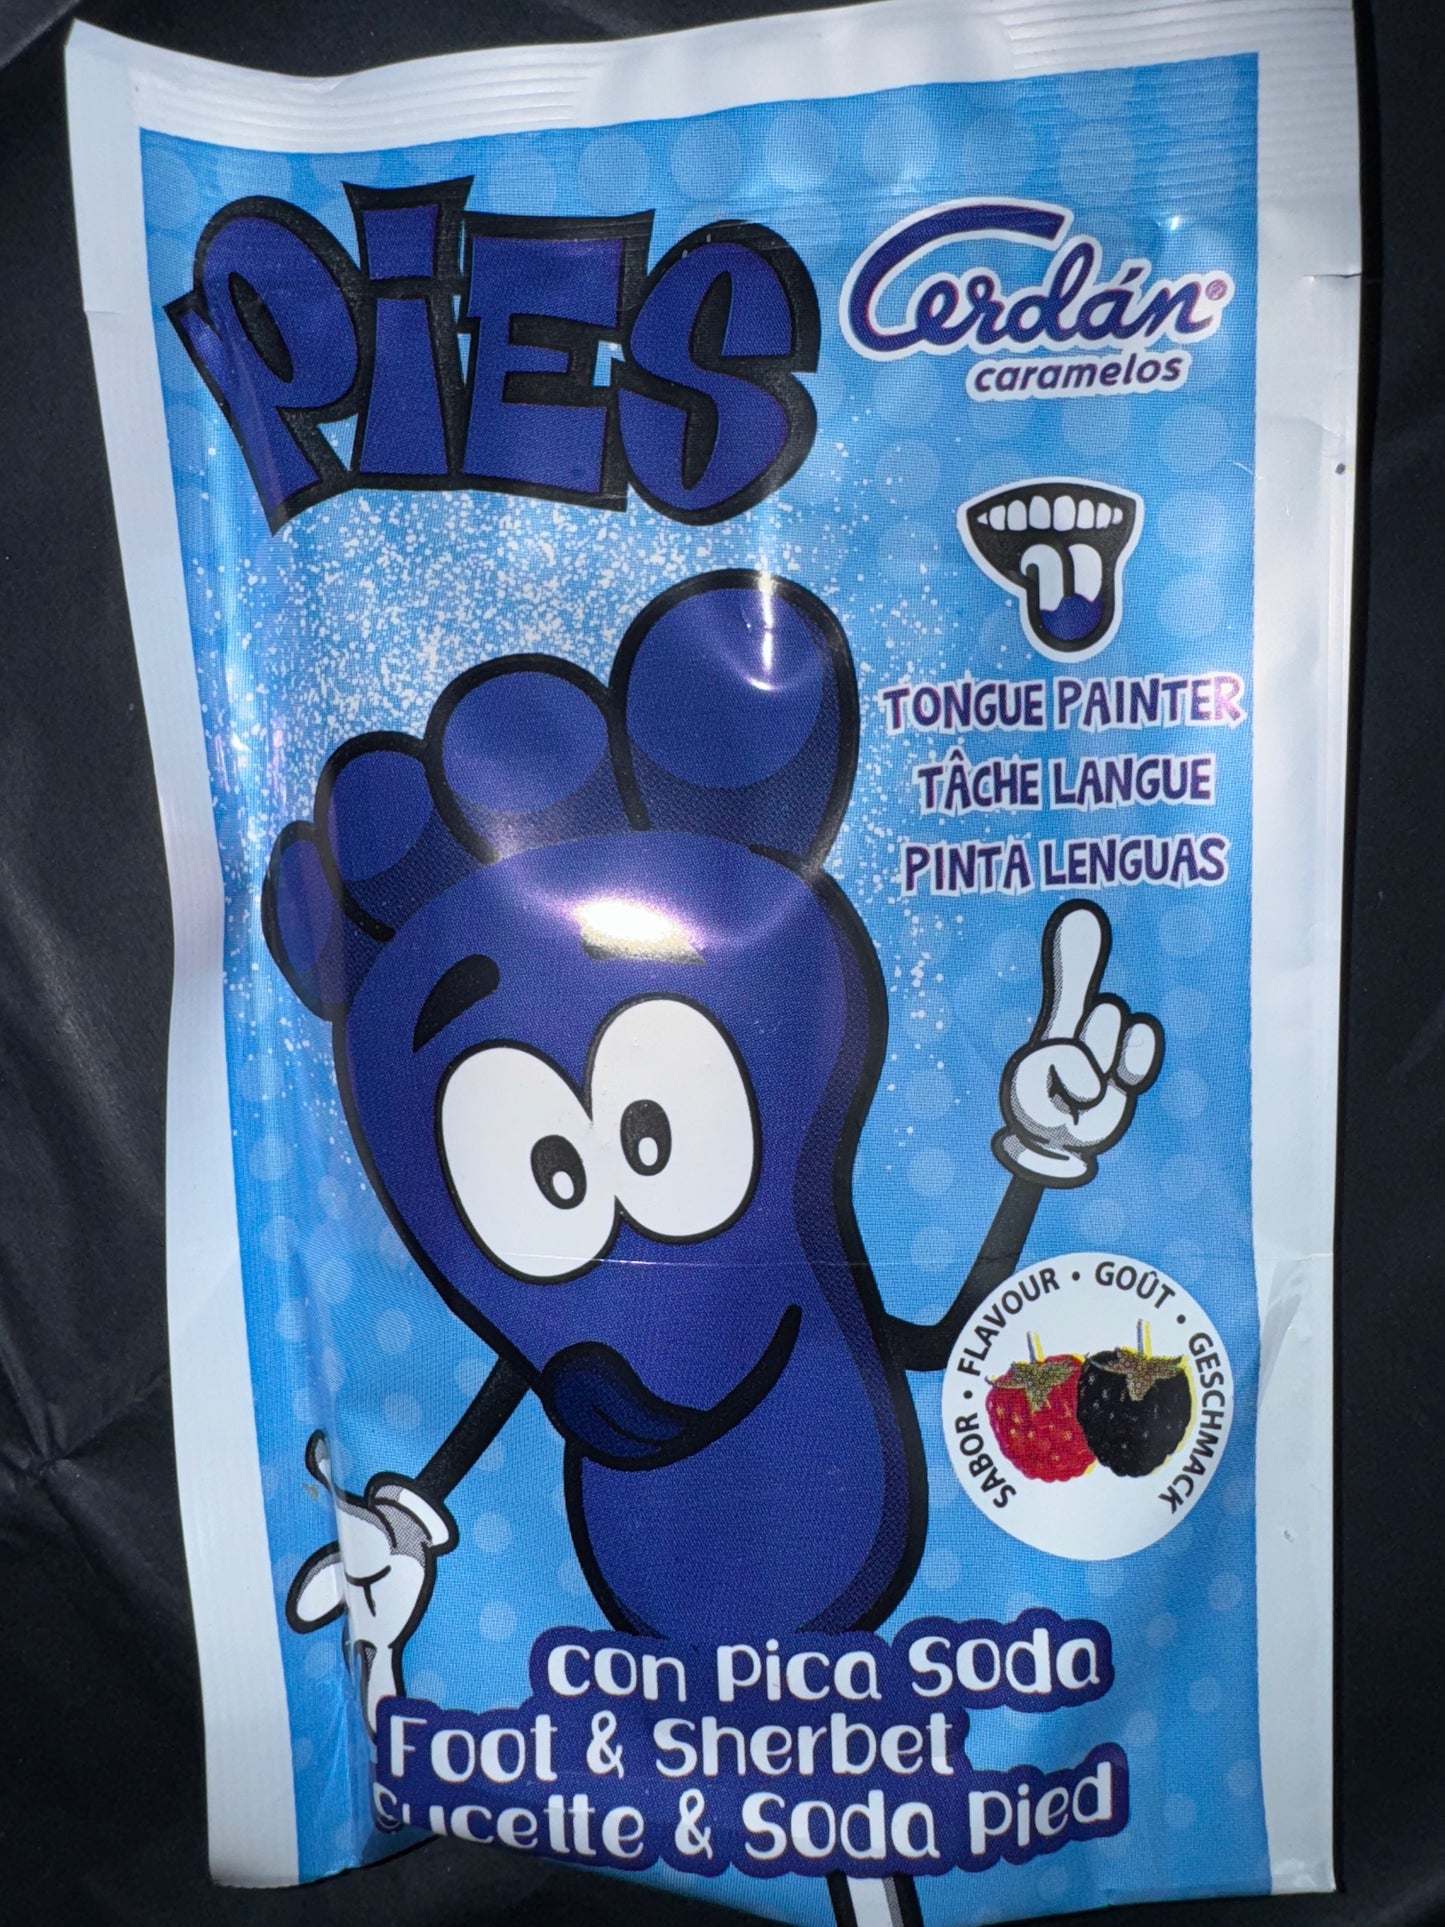 PiES
Cerdán®
caramelos
TONGUE PAINTER
TÂCHE LANGUE
PINTA LENGUAS
SABOR · FLAVOUR · GOÛT · GESCHMACK
con pica soda
Foot & Sherbet
Sucette & Soda Pied